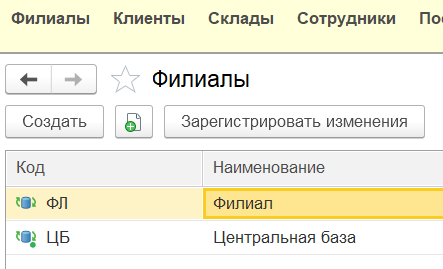 Филиалы Клиенты Склады Сотрудники
Филиалы
Создать Зарегистрировать изменения
Код Наименование
ФЛ Филиал
ЦБ Центральная база